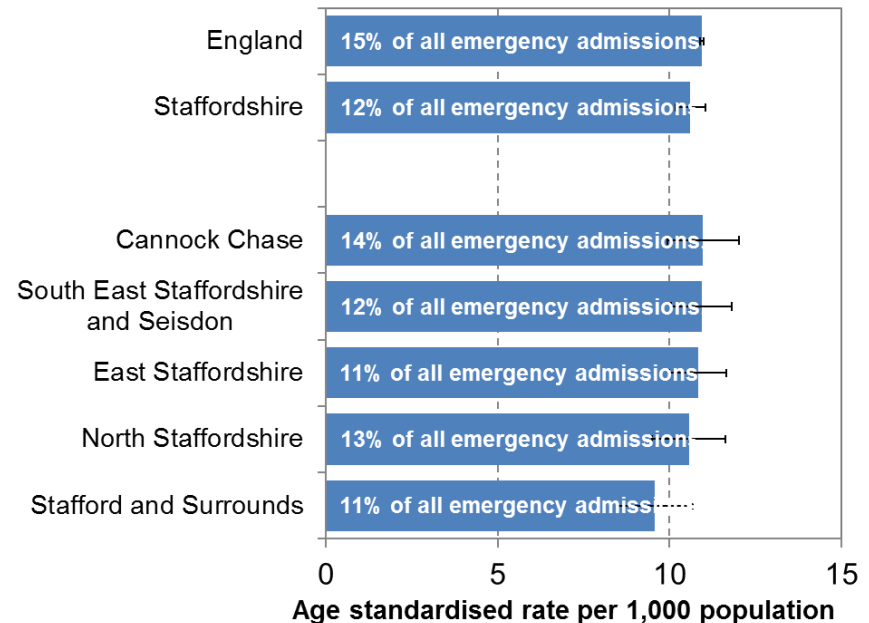 England
15% of all emergency admissions
Staffordshire
12% of all emergency admissions
Cannock Chase
14% of all emergency admissions
South East Staffordshire
and Seisdon
12% of all emergency admissions
East Staffordshire
11% of all emergency admissions
North Staffordshire
13% of all emergency admissions
Stafford and Surrounds
11% of all emergency admissi
0 5 10 15
Age standardised rate per 1,000 population